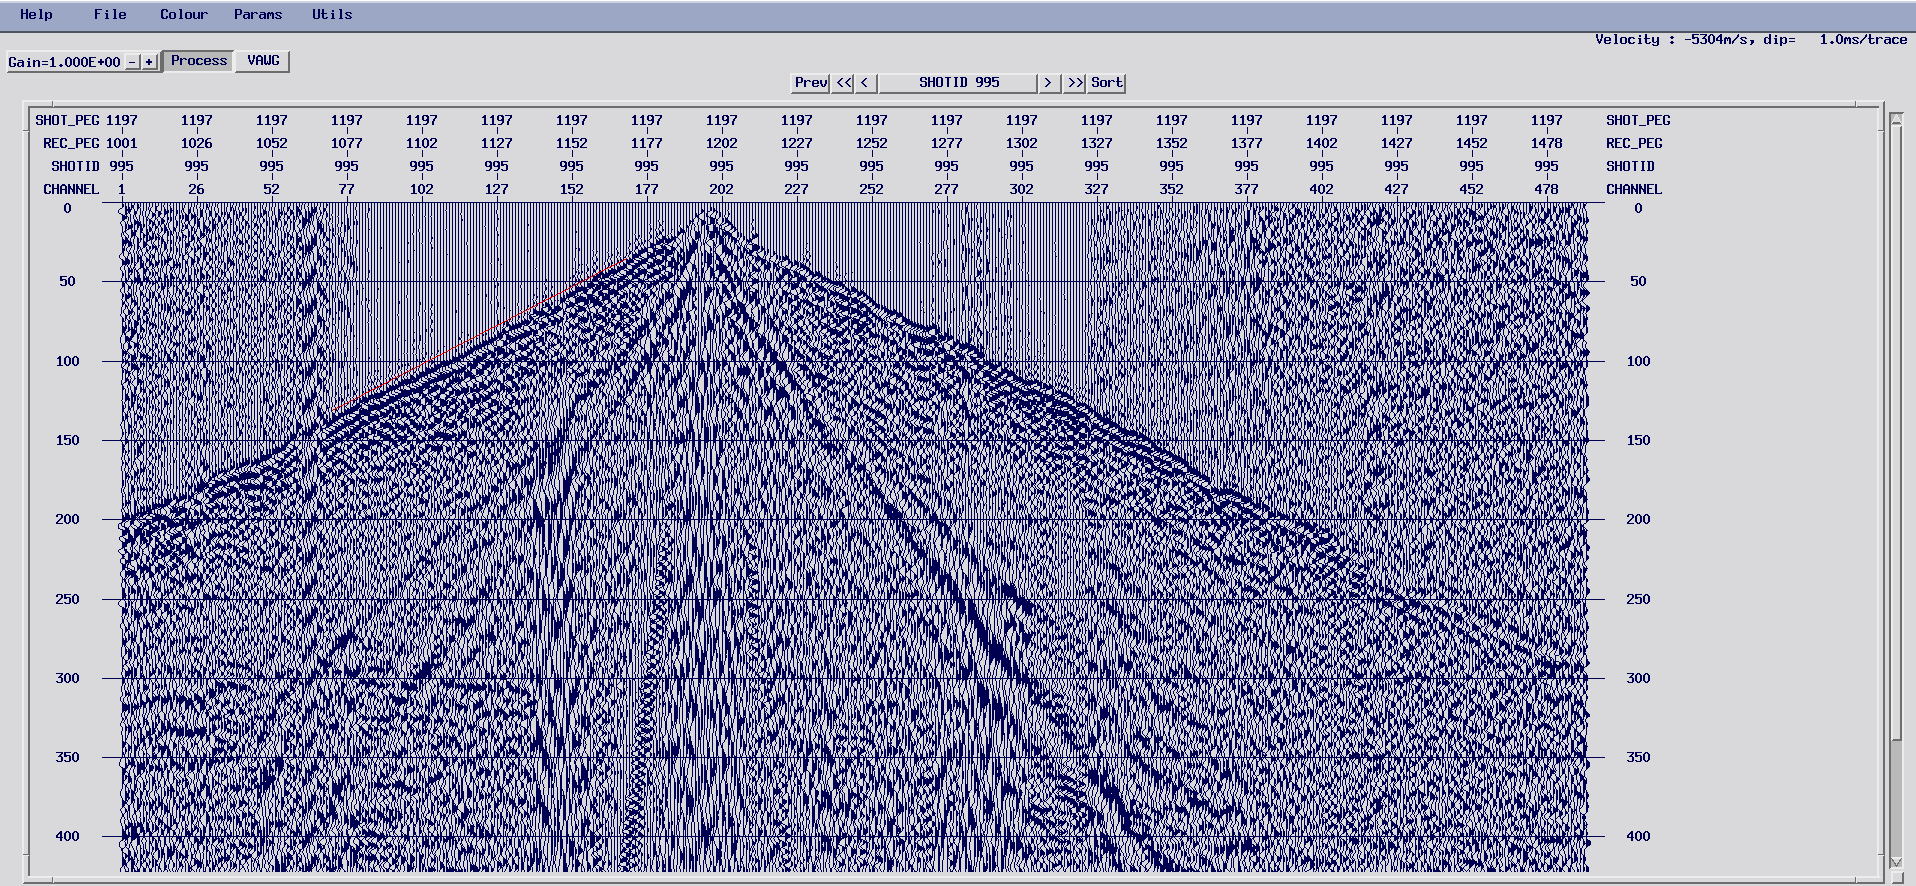 Help File Colour Params Utils
Velocity : -5304m/s, dip= 1.0ms/trace
Gain=1.000E+00 - + Process VAWG
Prev << < SHOTID 995 > >> Sort
SHOT_PEG 1197 1197 1197 1197 1197 1197 1197 1197 1197 1197 1197 1197 1197 1197 1197 1197 1197 1197 1197 1197 SHOT_PEG
REC_PEG 1001 1026 1052 1077 1102 1127 1152 1177 1202 1227 1252 1277 1302 1327 1352 1377 1402 1427 1452 1478 REC_PEG
SHOTID 995 995 995 995 995 995 995 995 995 995 995 995 995 995 995 995 995 995 995 995 SHOTID
CHANNEL 1 26 52 77 102 127 152 177 202 227 252 277 302 327 352 377 402 427 452 478 CHANNEL
0 0
50 50
100 100
150 150
200 200
250 250
300 300
350 350
400 400